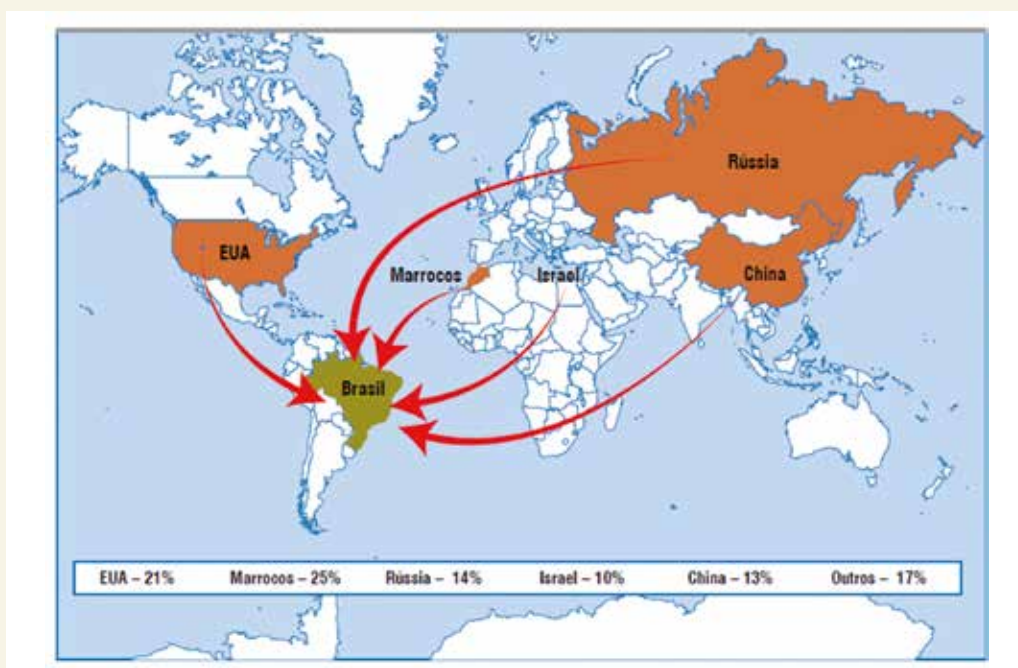 Rússia
EUA
Marrocos
Israel
China
Brasil
EUA – 21% Marrocos – 25% Rússia – 14% Israel – 10% China – 13% Outros – 17%